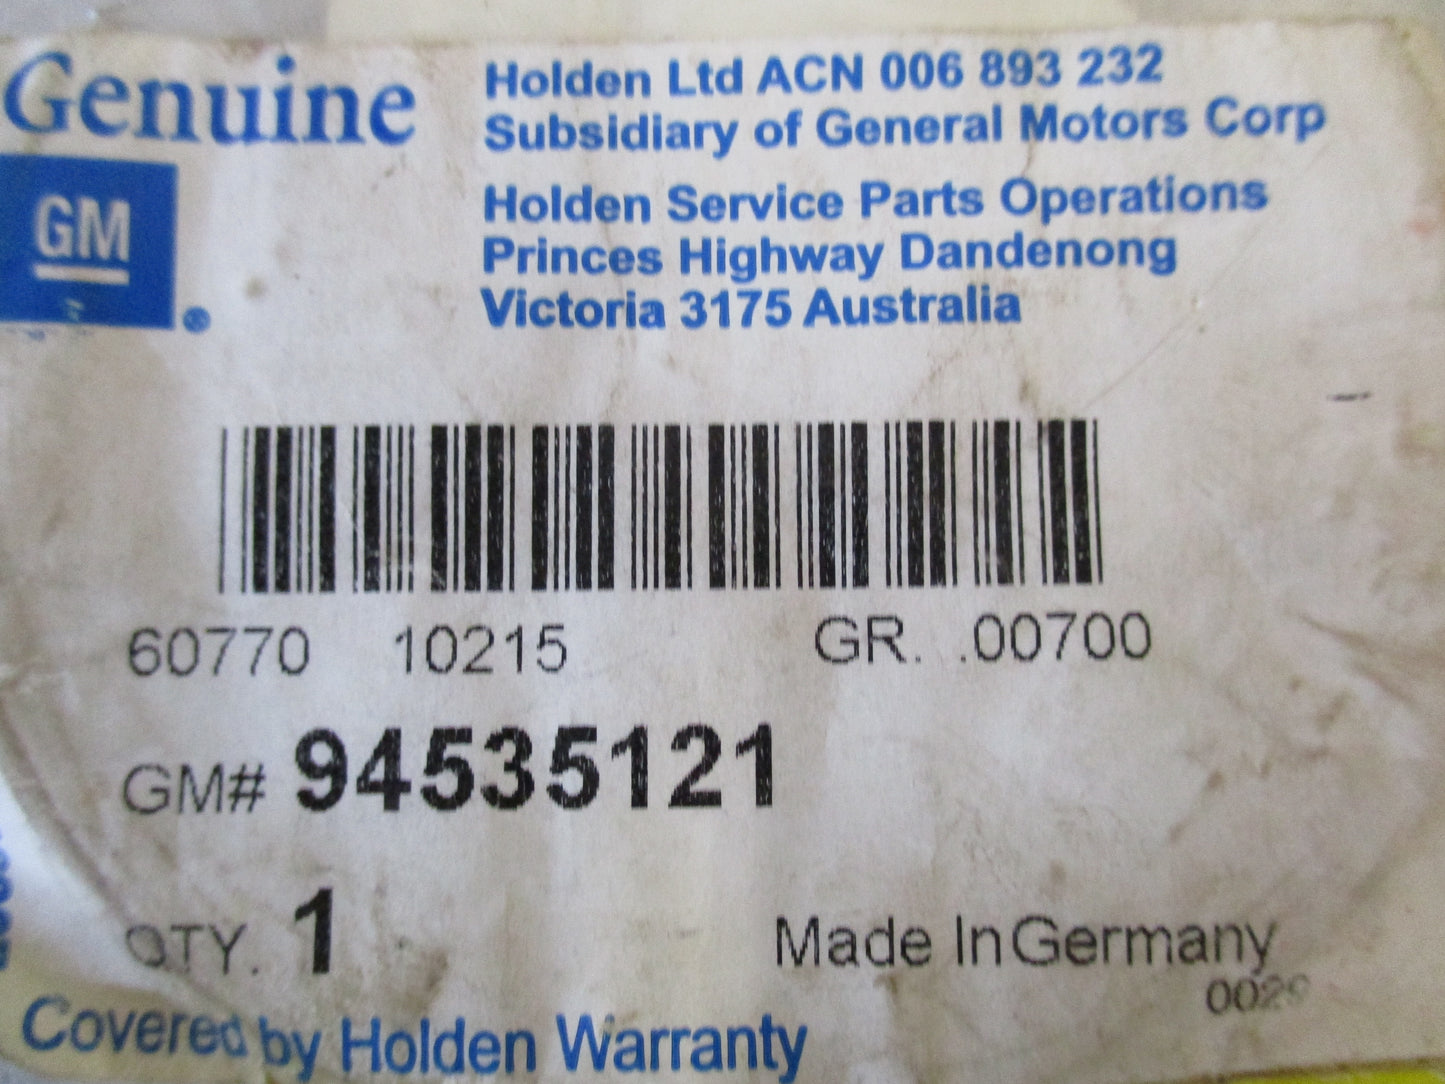 Genuine
GM
®
Holden Ltd ACN 006 893 232
Subsidiary of General Motors Corp
Holden Service Parts Operations
Princes Highway Dandenong
Victoria 3175 Australia
60770 10215 GR. .00700
GM# 94535121
QTY. 1
Made In Germany
Covered by Holden Warranty